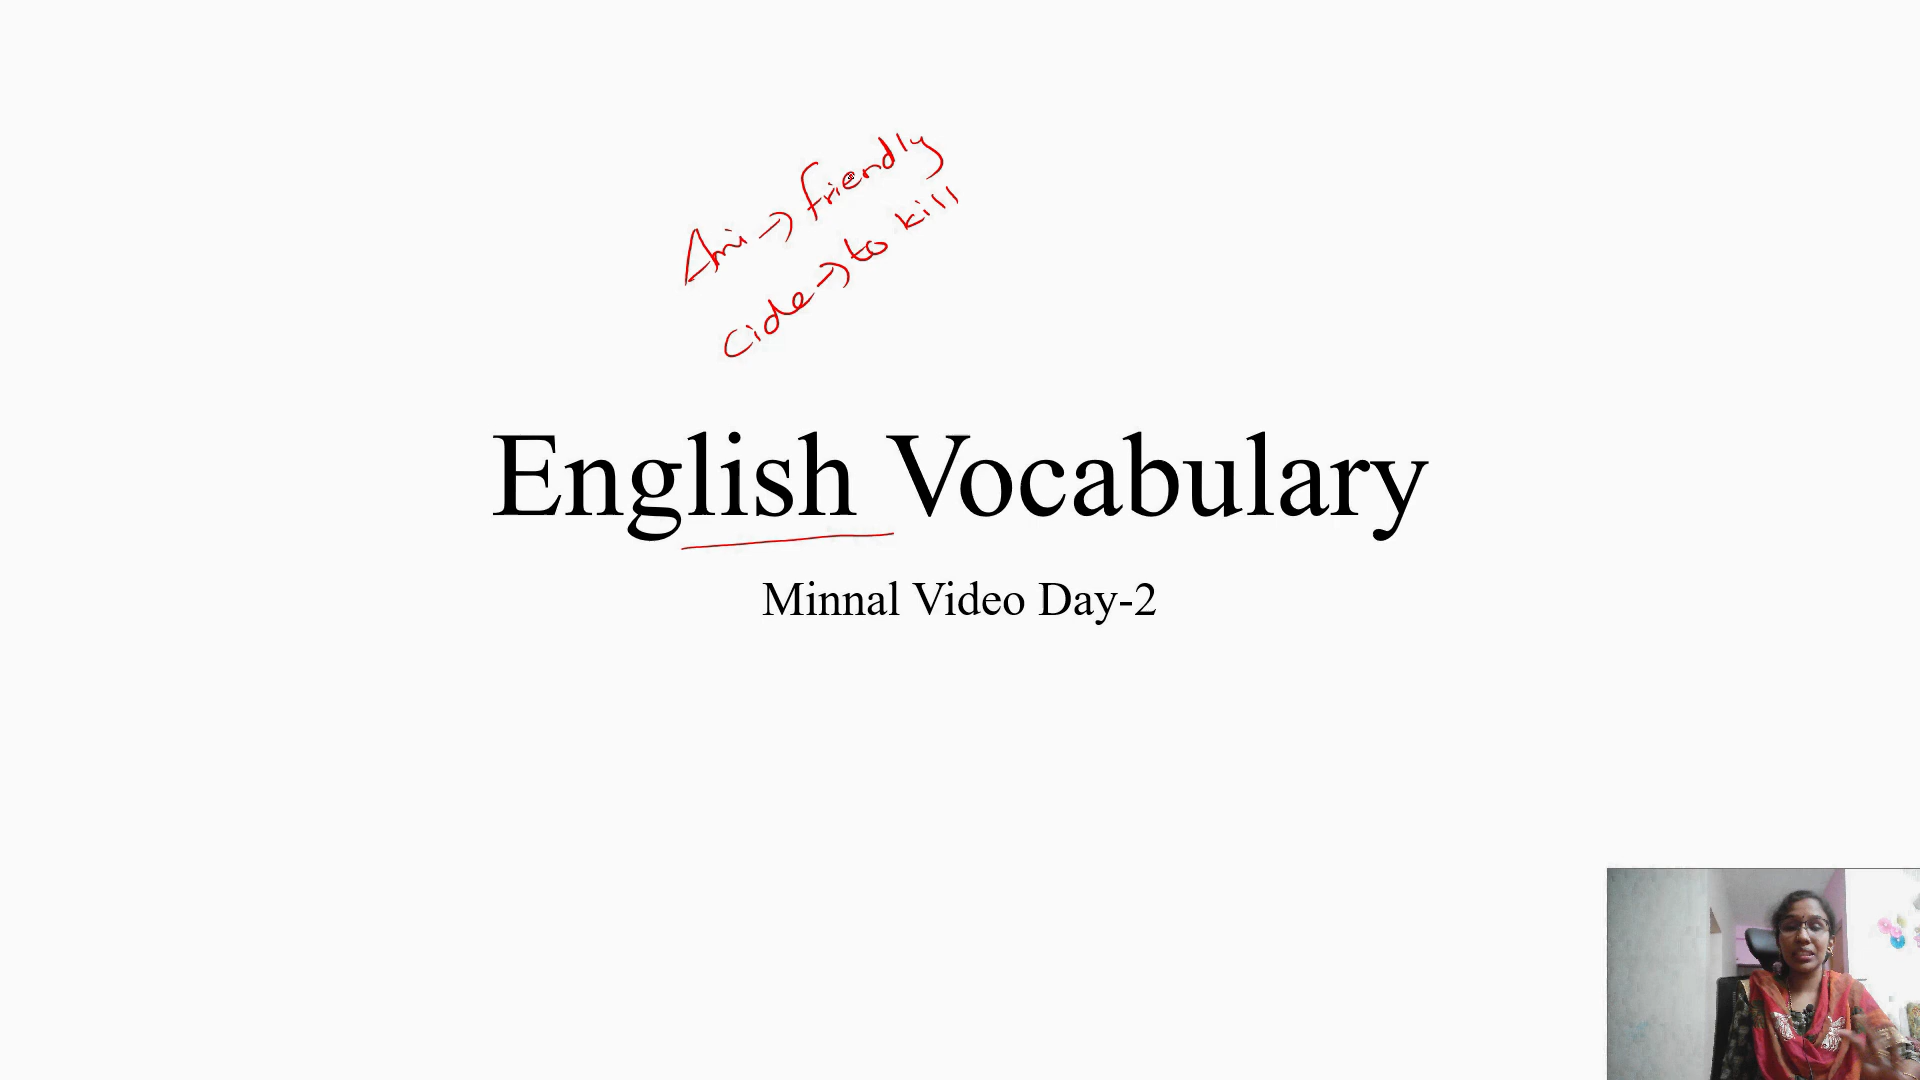 Ami → friendly
cide → to kill
English Vocabulary
Minnal Video Day-2